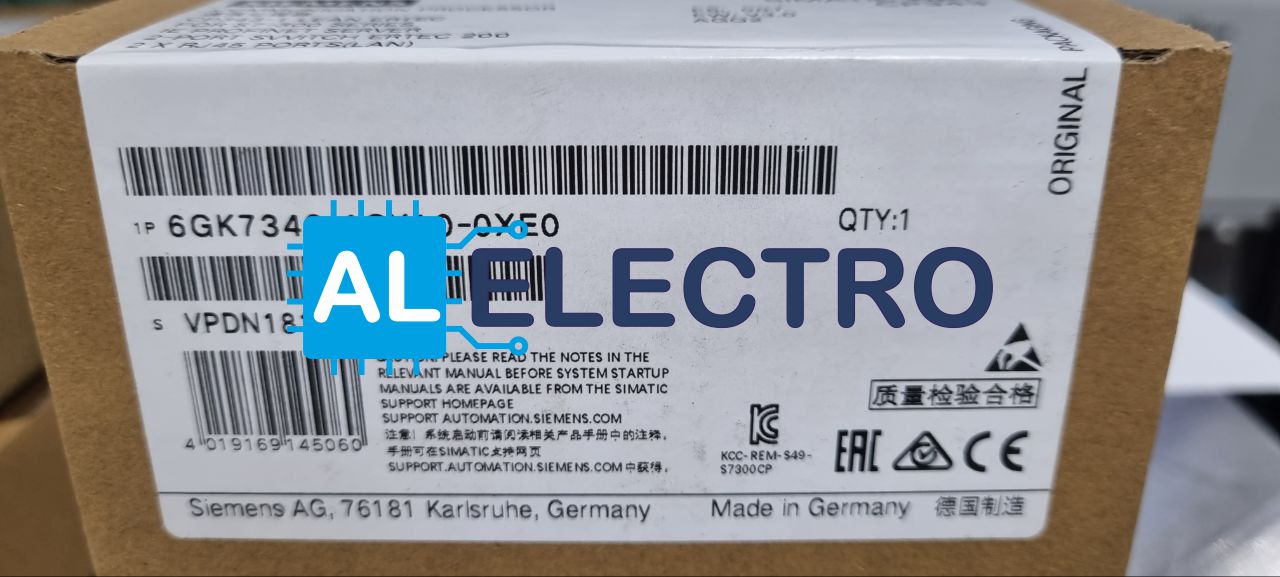 2 X RJ45 PORTS(LAN)
ORIGINAL
PACKAGING
1P 6GK734 -0XE0
QTY:1
AL ELECTRO
S VPDN18
PLEASE READ THE NOTES IN THE
RELEVANT MANUAL BEFORE SYSTEM STARTUP
MANUALS ARE AVAILABLE FROM THE SIMATIC
SUPPORT HOMEPAGE
SUPPORT.AUTOMATION.SIEMENS.COM
注意! 系统启动前请阅读相关产品手册中的注释,
手册可在SIMATIC支持网页
SUPPORT.AUTOMATION.SIEMENS.COM 中获得。
4 019169 145060
质量检验合格
KCC-REM-S49-
S7300CP
EAC
CE
Siemens AG, 76181 Karlsruhe, Germany
Made in Germany 德国制造